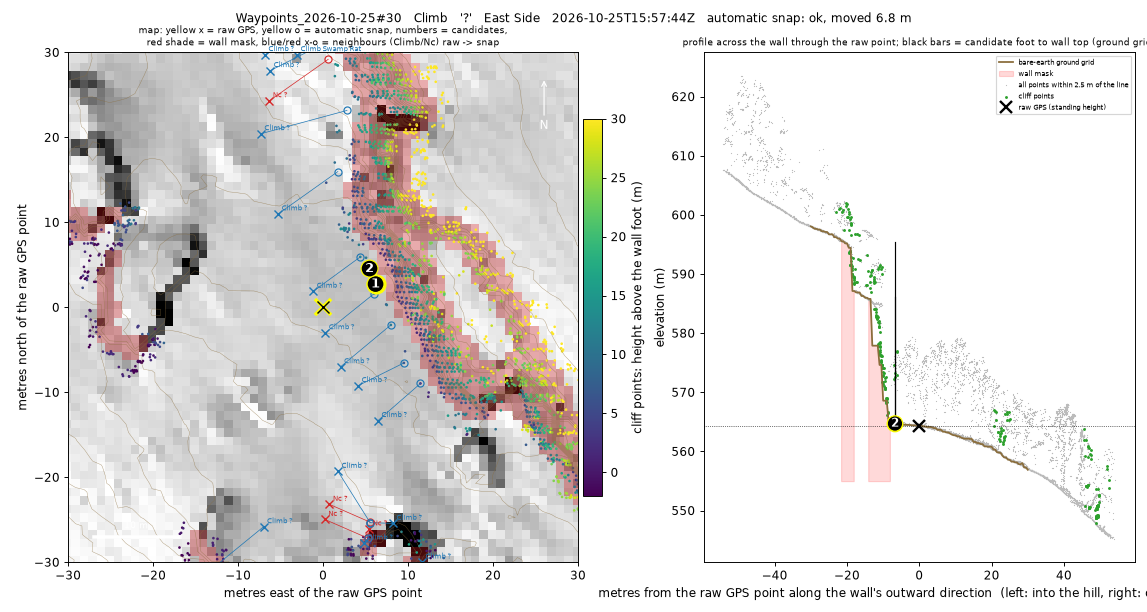 Waypoints_2026-10-25#30 Climb '?' East Side 2026-10-25T15:57:44Z automatic snap: ok, moved 6.8 m
map: yellow x = raw GPS, yellow o = automatic snap, numbers = candidates,
red shade = wall mask, blue/red x-o = neighbours (Climb/Nc) raw -> snap
profile across the wall through the raw point; black bars = candidate foot to wall top (ground gri
Climb ?
Climb Swamp Rat
Climb ?
Nc ?
Climb ?
Climb ?
Climb ?
Climb ?
Climb ?
Climb ?
Climb ?
Climb ?
Nc ?
Nc ?
Climb ?
Climb ?
N
2
1
30
20
10
0
−10
−20
−30
−30
−20
−10
0
10
20
30
metres east of the raw GPS point
metres north of the raw GPS point
30
25
20
15
10
5
0
cliff points: height above the wall foot (m)
bare-earth ground grid
wall mask
all points within 2.5 m of the line
cliff points
raw GPS (standing height)
2
620
610
600
590
580
570
560
550
elevation (m)
−40
−20
0
20
40
metres from the raw GPS point along the wall's outward direction (left: into the hill, right: